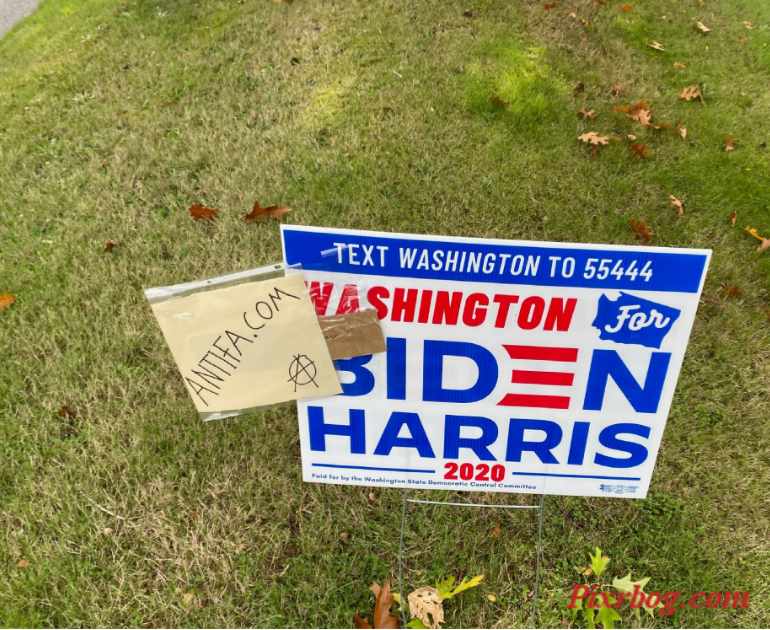 TEXT WASHINGTON TO 55444
WASHINGTON
For
BIDEN
HARRIS
2020
Paid for by the Washington State Democratic Central Committee
ANTIFA.COM
Pixrbog.com